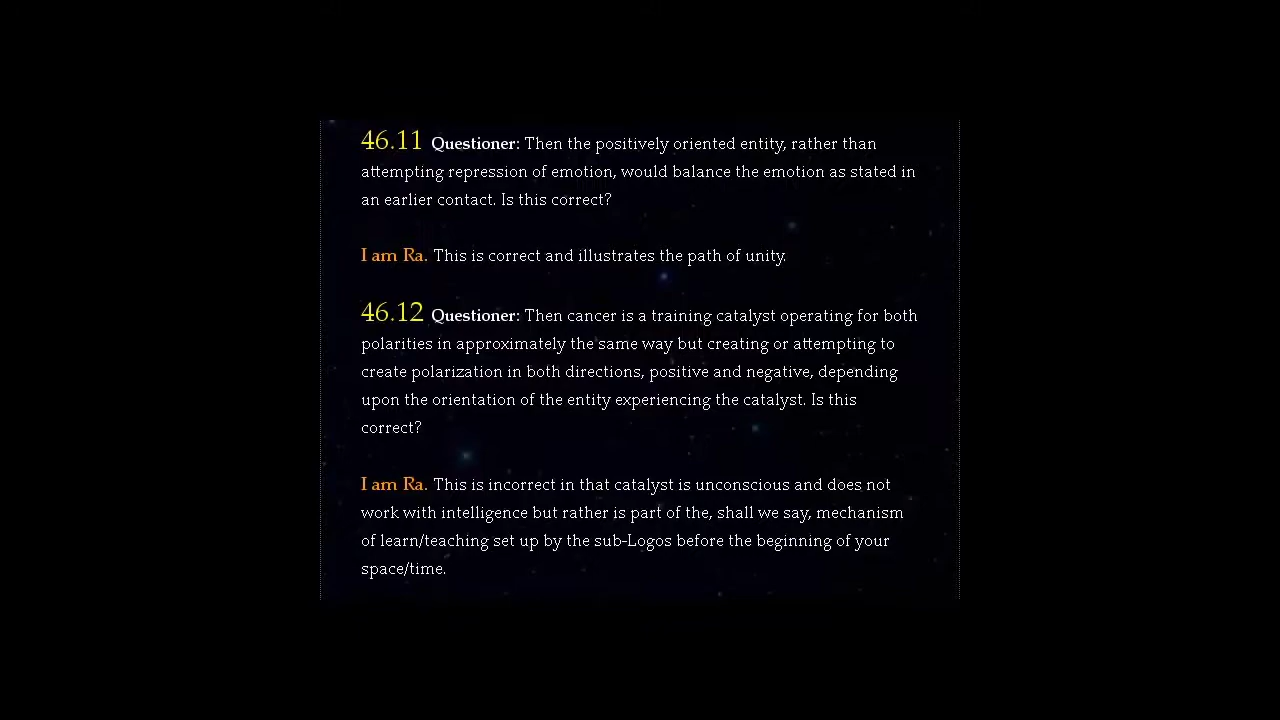 46.11 Questioner: Then the positively oriented entity, rather than
attempting repression of emotion, would balance the emotion as stated in
an earlier contact. Is this correct?
I am Ra. This is correct and illustrates the path of unity.
46.12 Questioner: Then cancer is a training catalyst operating for both
polarities in approximately the same way but creating or attempting to
create polarization in both directions, positive and negative, depending
upon the orientation of the entity experiencing the catalyst. Is this
correct?
I am Ra. This is incorrect in that catalyst is unconscious and does not
work with intelligence but rather is part of the, shall we say, mechanism
of learn/teaching set up by the sub-Logos before the beginning of your
space/time.